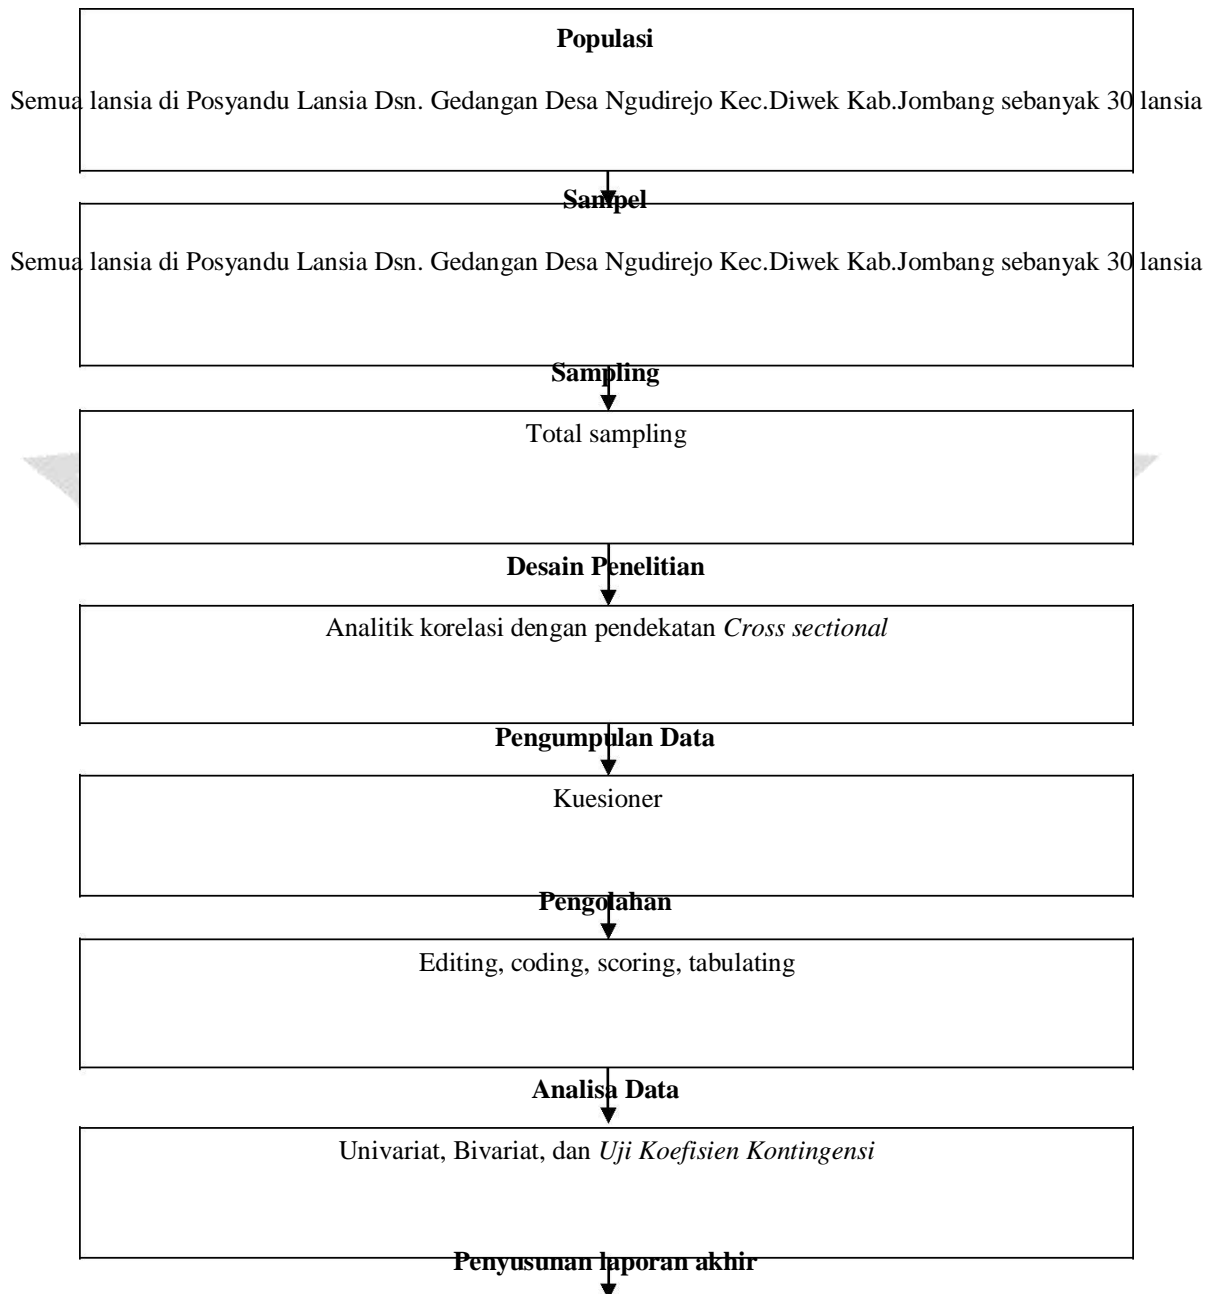 Populasi
Semua lansia di Posyandu Lansia Dsn. Gedangan Desa Ngudirejo Kec.Diwek Kab.Jombang sebanyak 30 lansia
Sampel
Semua lansia di Posyandu Lansia Dsn. Gedangan Desa Ngudirejo Kec.Diwek Kab.Jombang sebanyak 30 lansia
Sampling
Total sampling
Desain Penelitian
Analitik korelasi dengan pendekatan Cross sectional
Pengumpulan Data
Kuesioner
Pengolahan
Editing, coding, scoring, tabulating
Analisa Data
Univariat, Bivariat, dan Uji Koefisien Kontingensi
Penyusunan laporan akhir